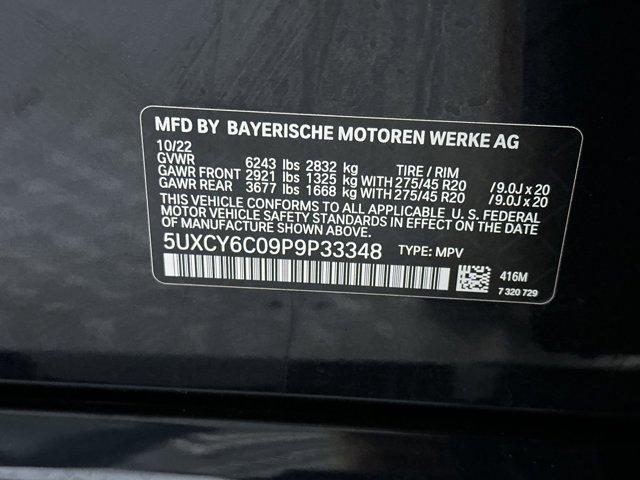 MFD BY BAYERISCHE MOTOREN WERKE AG
10/22
GVWR 6243 lbs 2832 kg TIRE / RIM
GAWR FRONT 2921 lbs 1325 kg WITH 275/45 R20 /9.0J x 20
GAWR REAR 3677 lbs 1668 kg WITH 275/45 R20 /9.0J x 20
THIS VEHICLE CONFORMS TO ALL APPLICABLE U. S. FEDERAL
MOTOR VEHICLE SAFETY STANDARDS IN EFFECT ON THE DATE OF
MANUFACTURE SHOWN ABOVE.
5UXCY6C09P9P33348 TYPE: MPV
416M
7 320 729